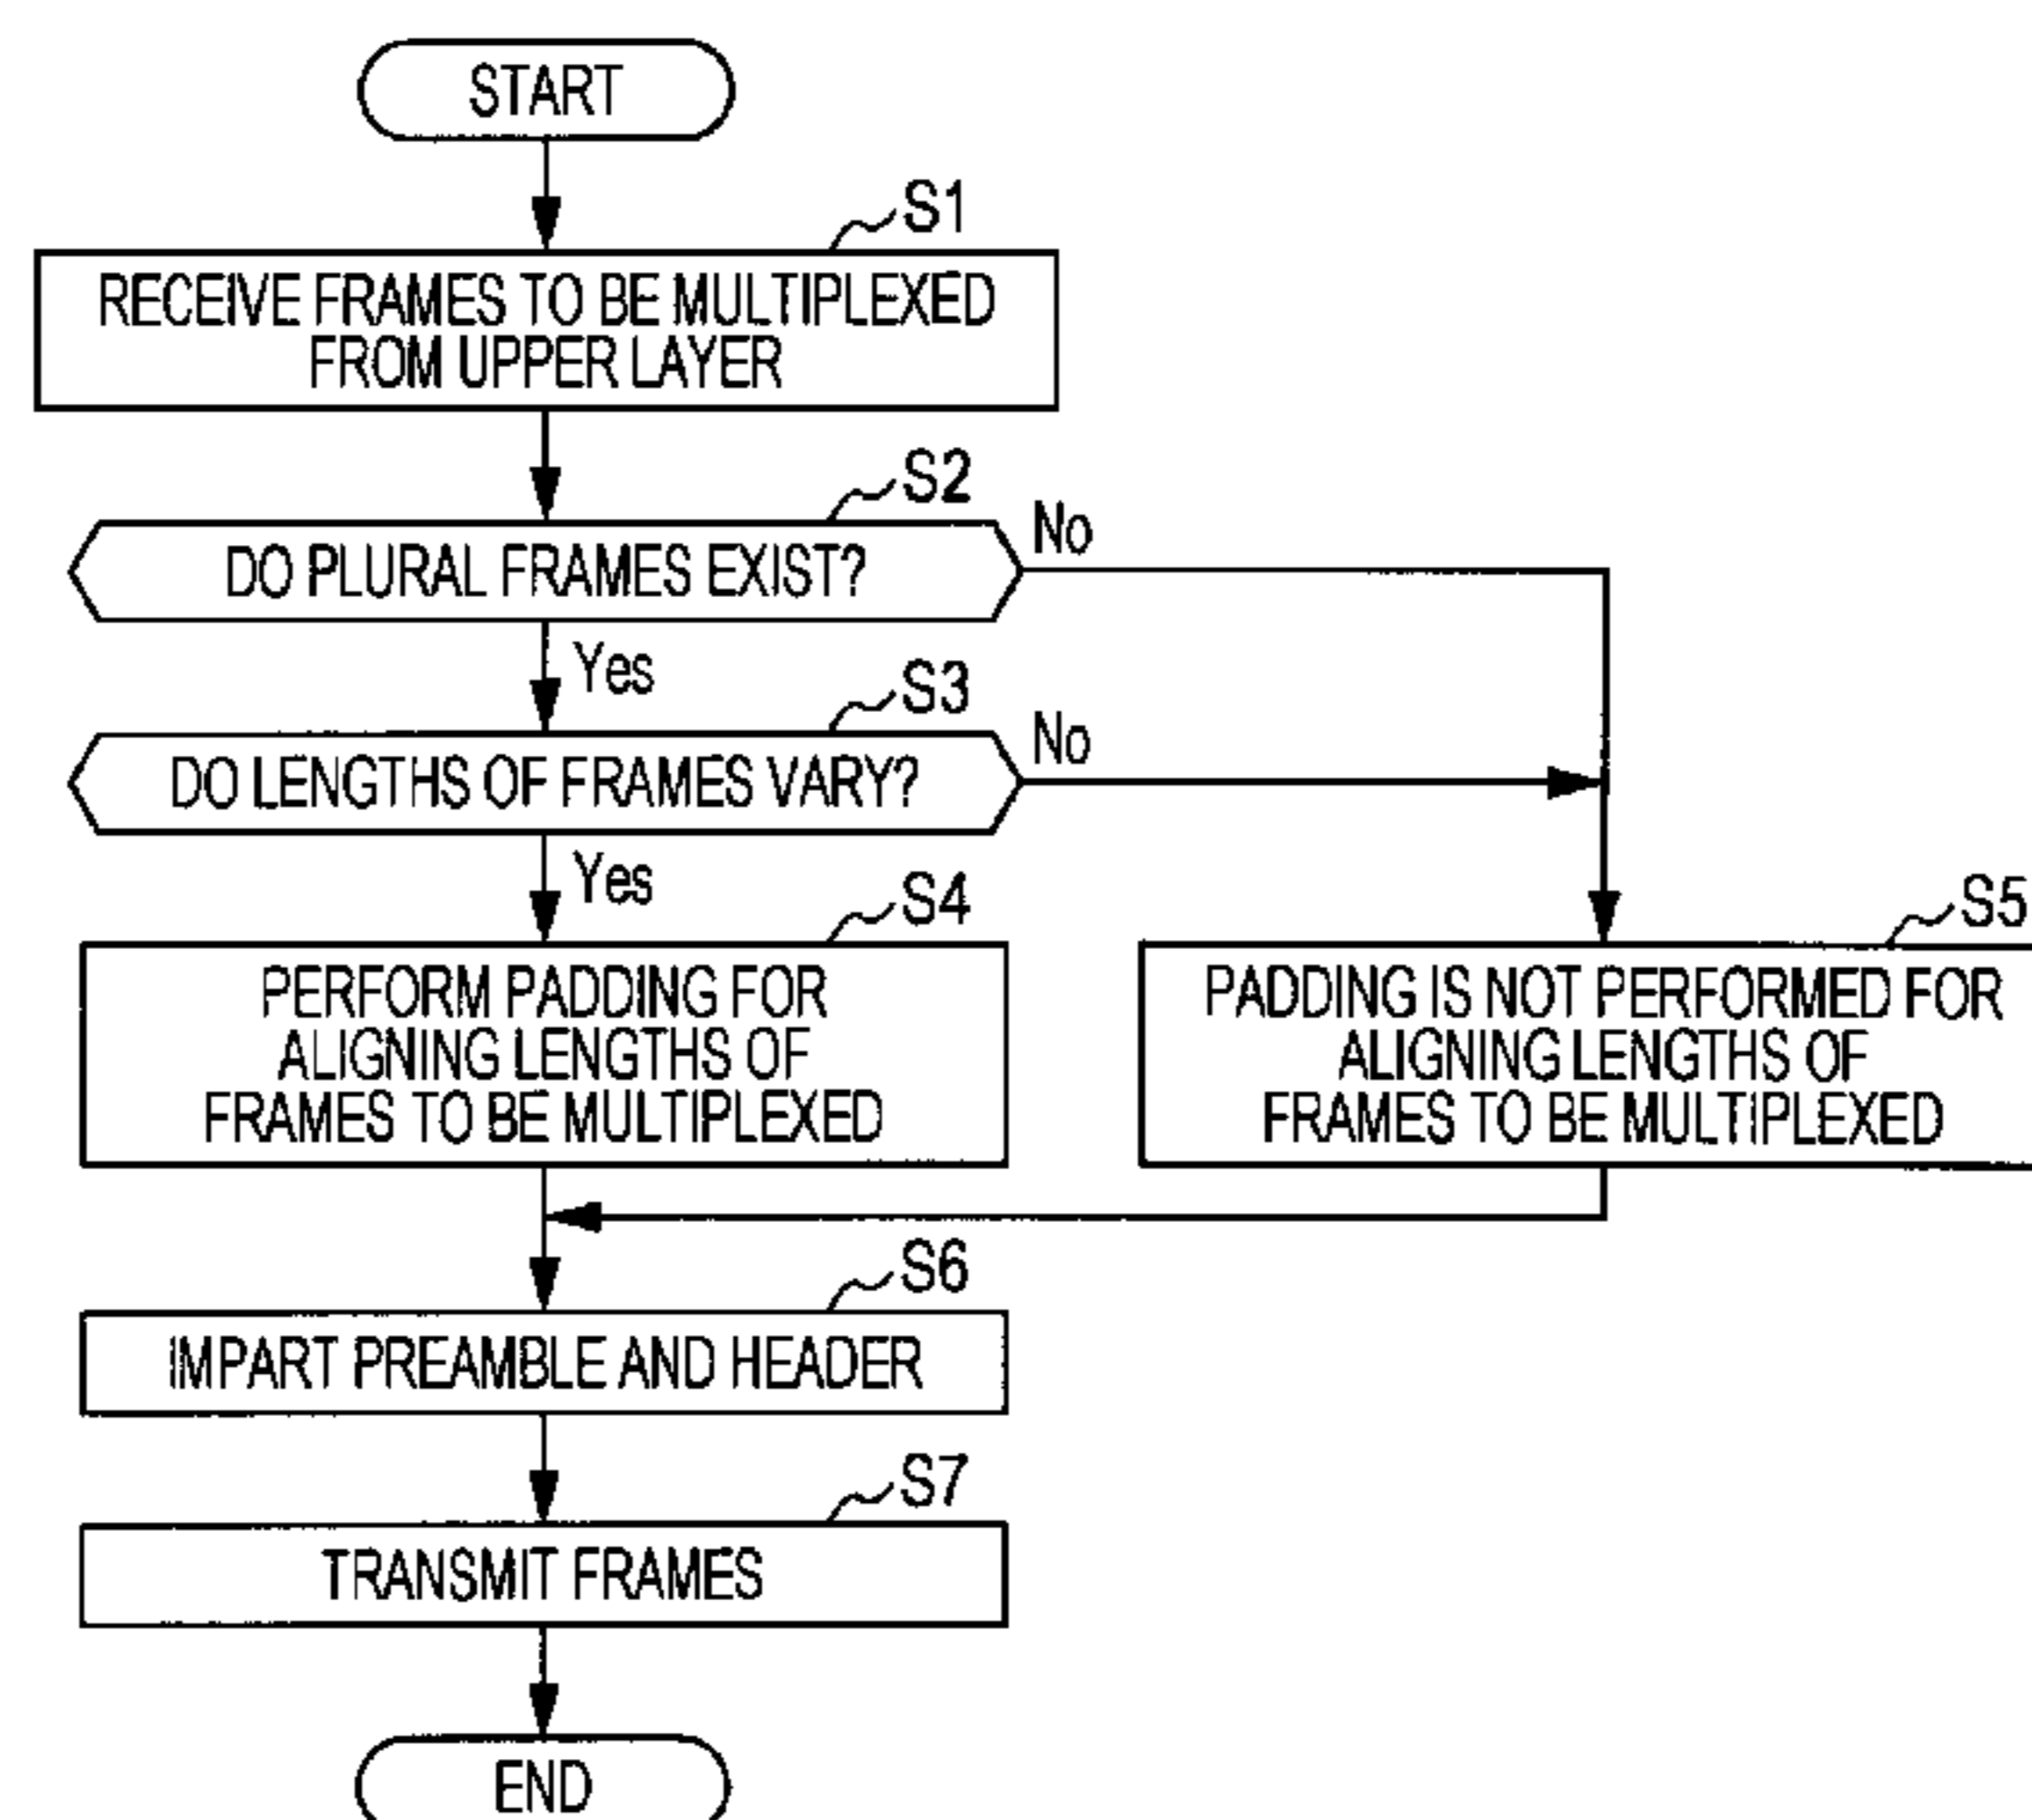 START
S1
RECEIVE FRAMES TO BE MULTIPLEXED
FROM UPPER LAYER
S2
DO PLURAL FRAMES EXIST?
No
Yes
S3
DO LENGTHS OF FRAMES VARY?
No
Yes
S4
PERFORM PADDING FOR
ALIGNING LENGTHS OF
FRAMES TO BE MULTIPLEXED
S5
PADDING IS NOT PERFORMED FOR
ALIGNING LENGTHS OF
FRAMES TO BE MULTIPLEXED
S6
IMPART PREAMBLE AND HEADER
S7
TRANSMIT FRAMES
END